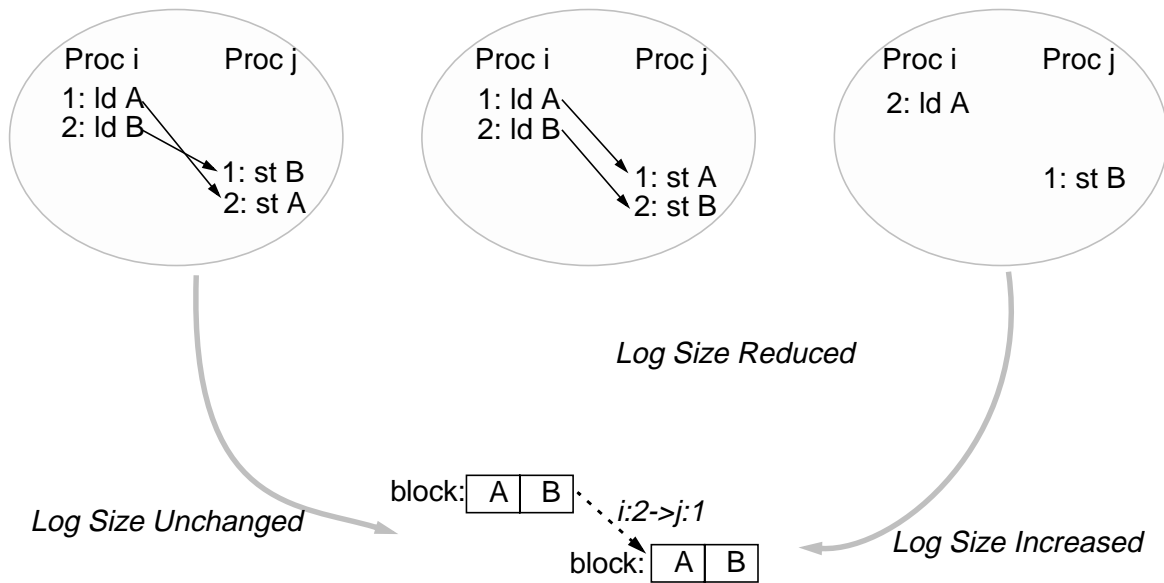 Proc i
Proc j
1: ld A
2: ld B
1: st B
2: st A
Proc i
Proc j
1: ld A
2: ld B
1: st A
2: st B
Proc i
Proc j
2: ld A
1: st B
Log Size Reduced
Log Size Unchanged
block: A B
i:2->j:1
block: A B
Log Size Increased